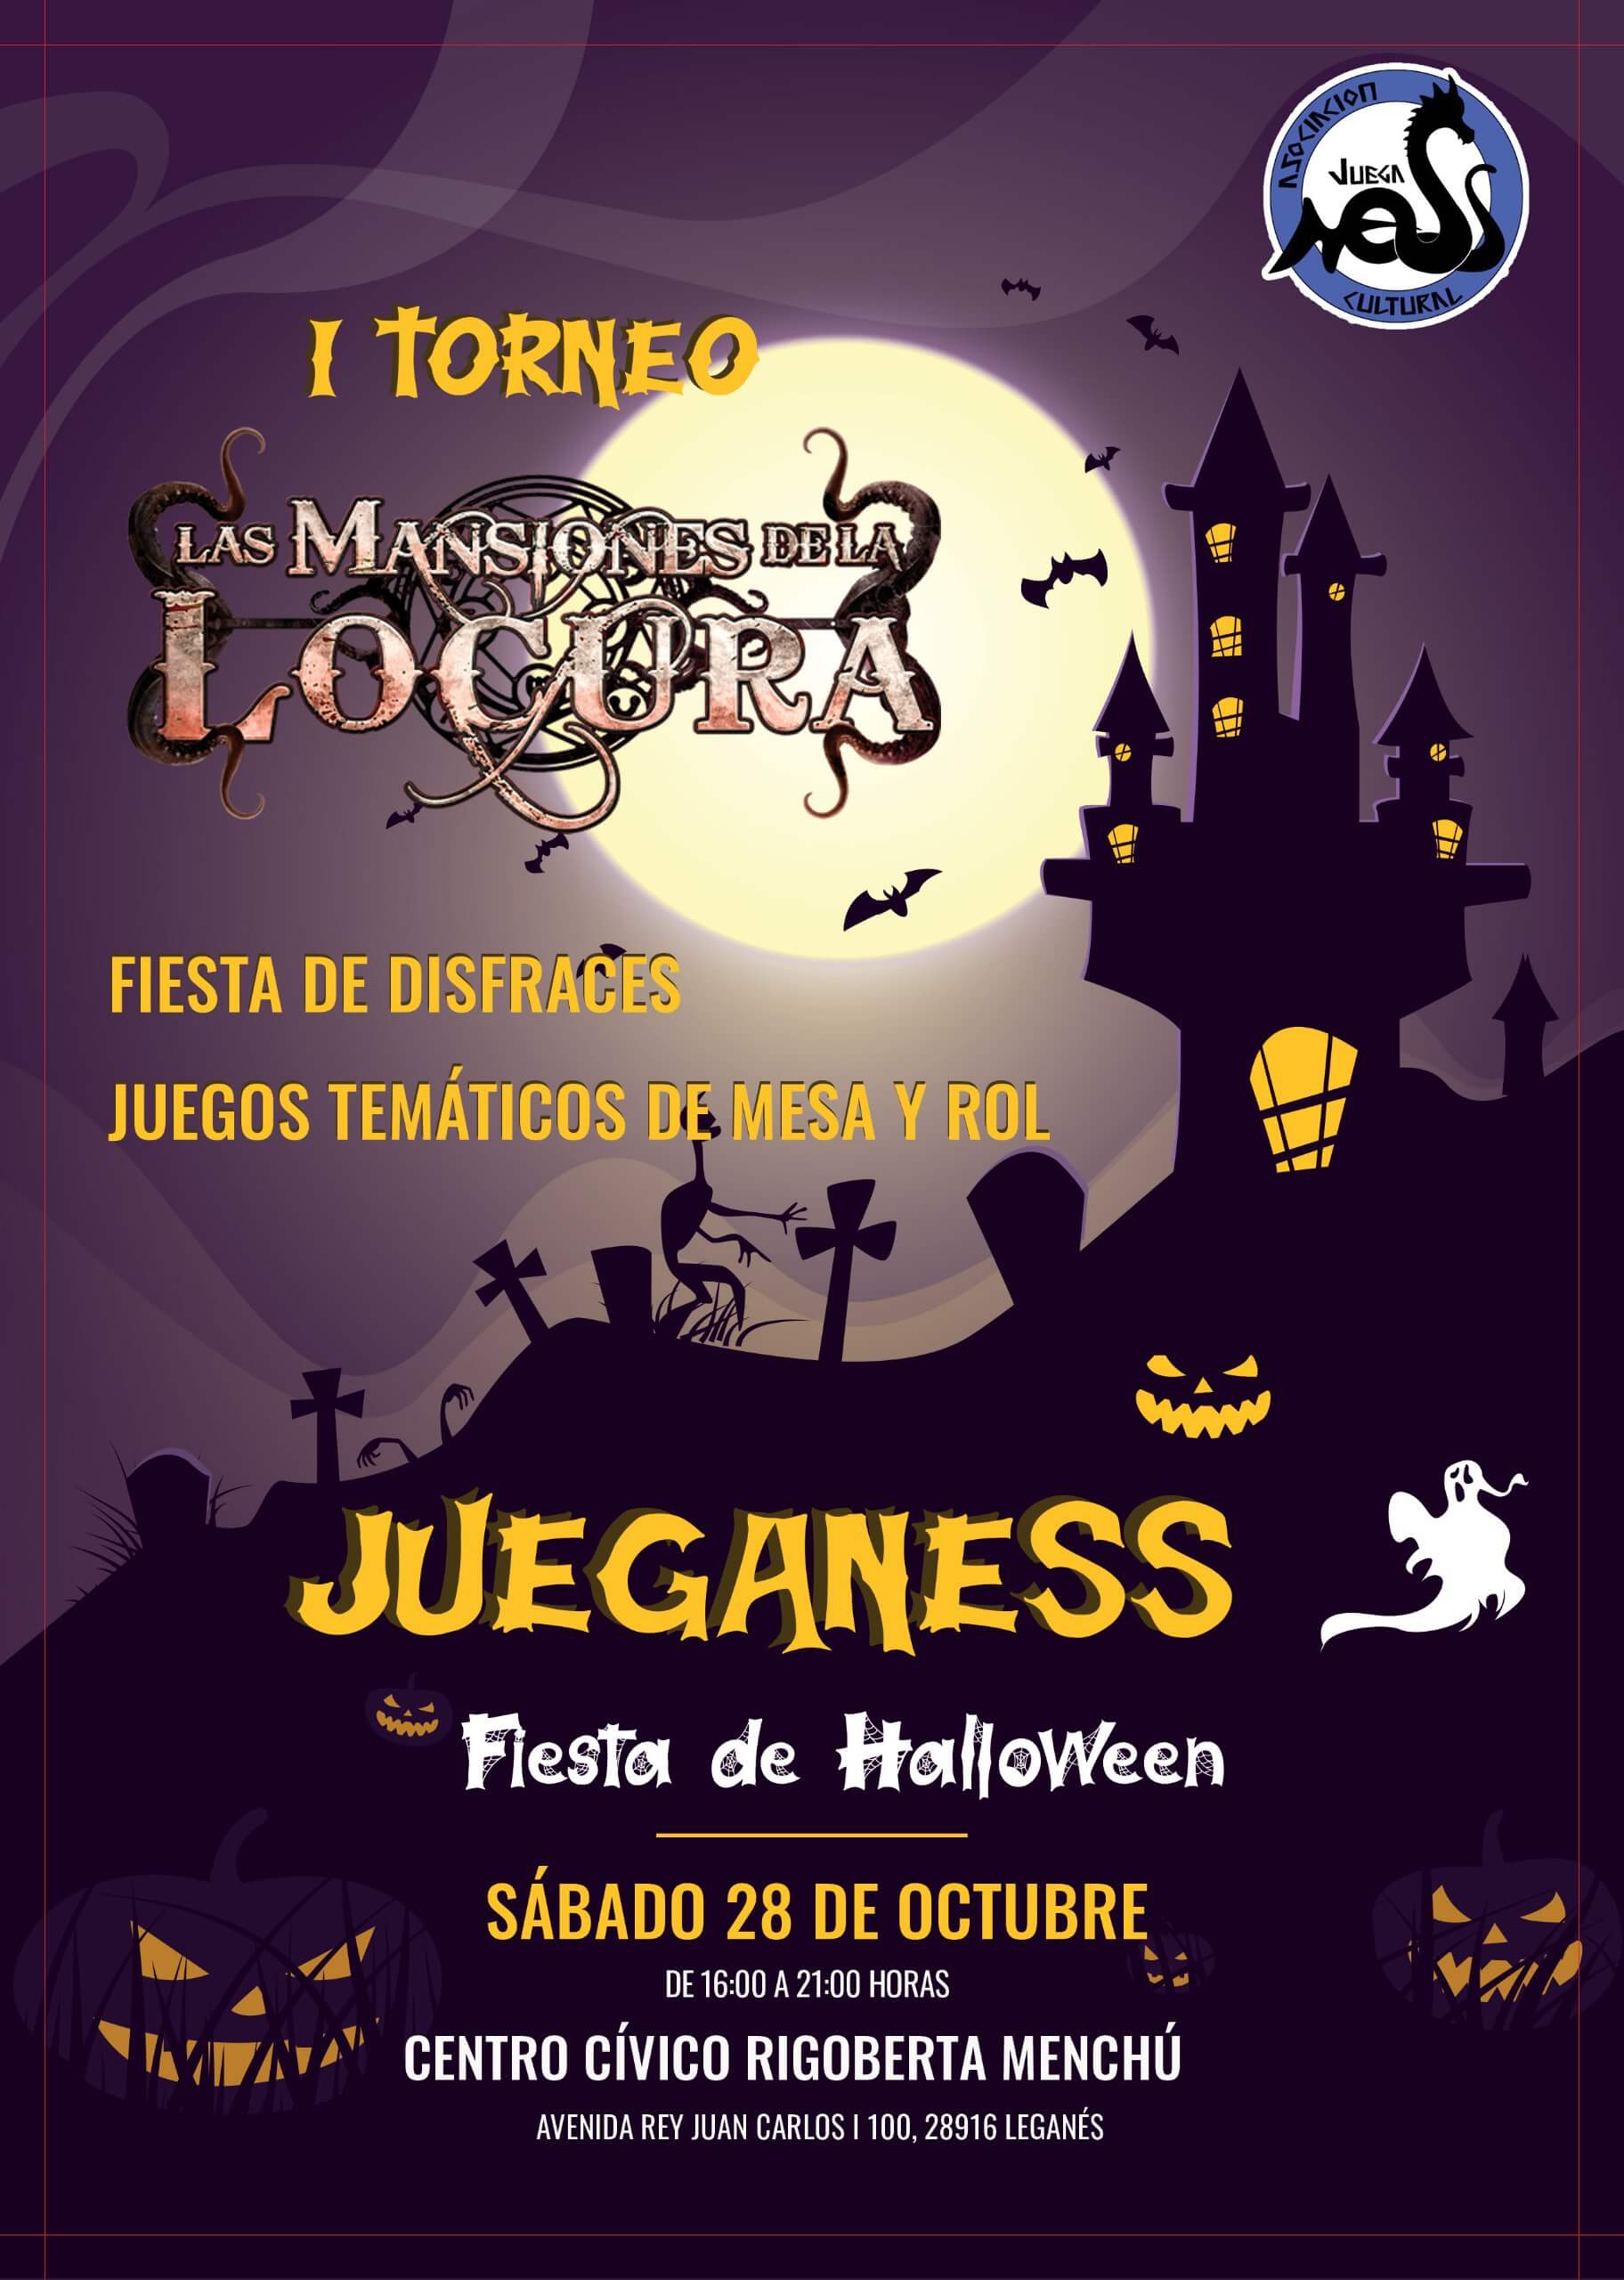 ASOCIACION
JUEGA
NESS
CULTURAL
I TORNEO
LAS MANSIONES DE LA
LOCURA
FIESTA DE DISFRACES
JUEGOS TEMÁTICOS DE MESA Y ROL
JUEGANESS
Fiesta de Halloween
SÁBADO 28 DE OCTUBRE
DE 16:00 A 21:00 HORAS
CENTRO CÍVICO RIGOBERTA MENCHÚ
AVENIDA REY JUAN CARLOS I 100, 28916 LEGANÉS